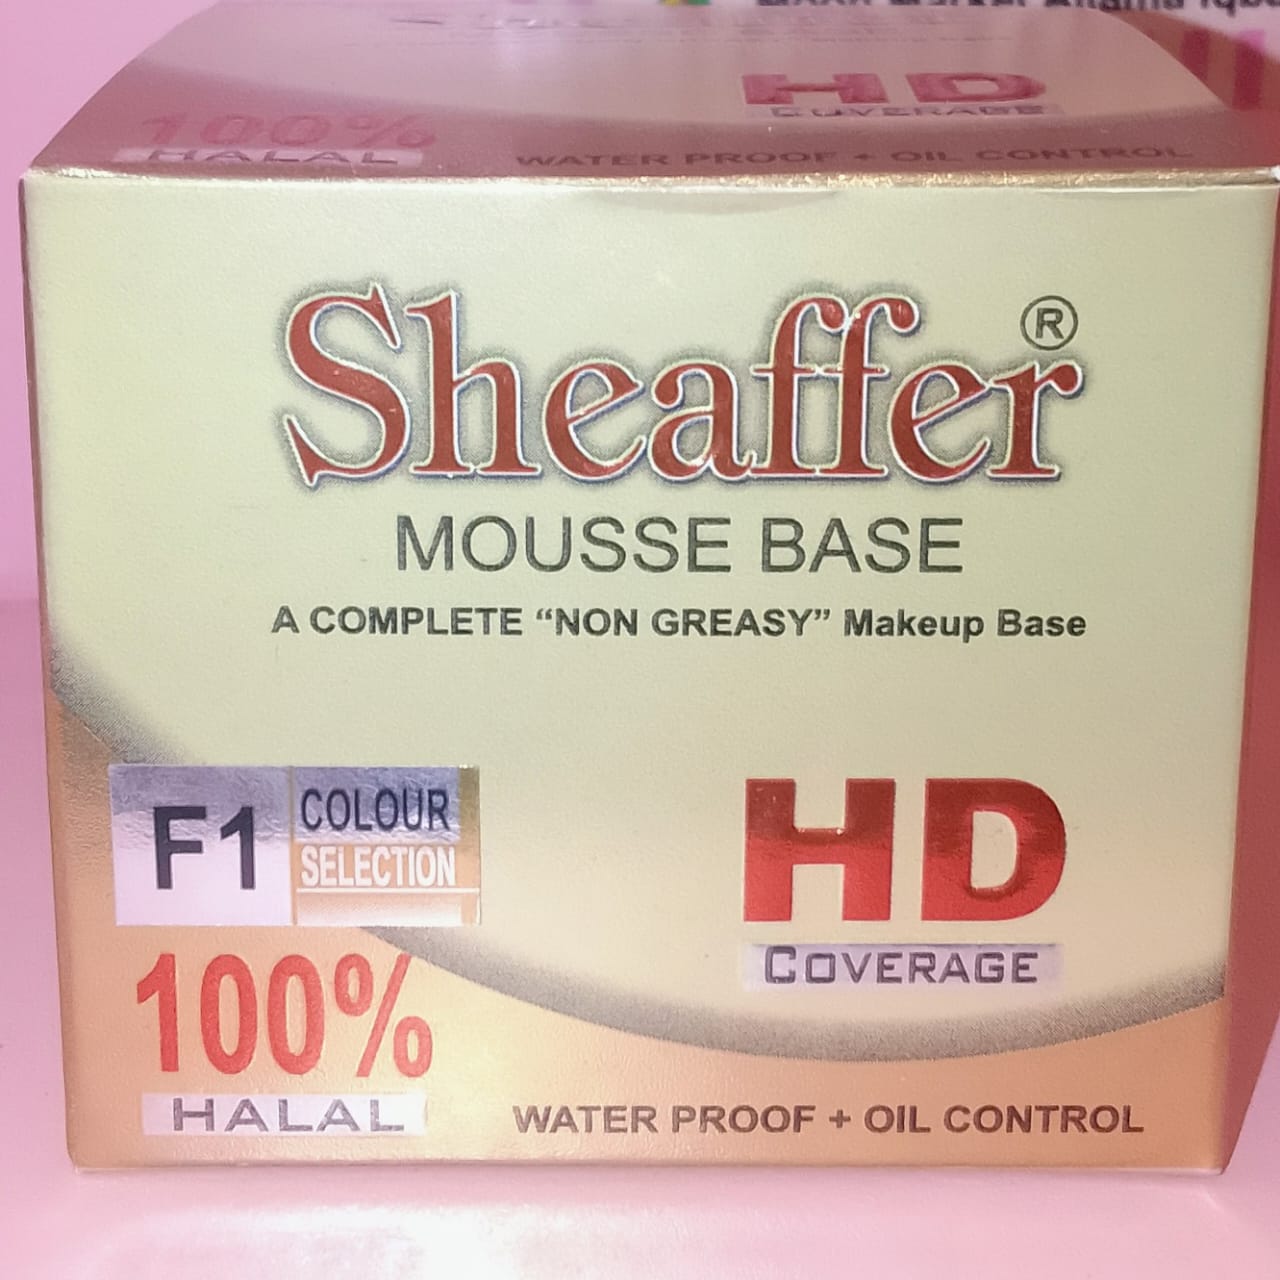 HD
COVERAGE
100%
HALAL
WATER PROOF + OIL CONTROL
Sheaffer®
MOUSSE BASE
A COMPLETE “NON GREASY” Makeup Base
F1
COLOUR
SELECTION
HD
COVERAGE
100%
HALAL
WATER PROOF + OIL CONTROL